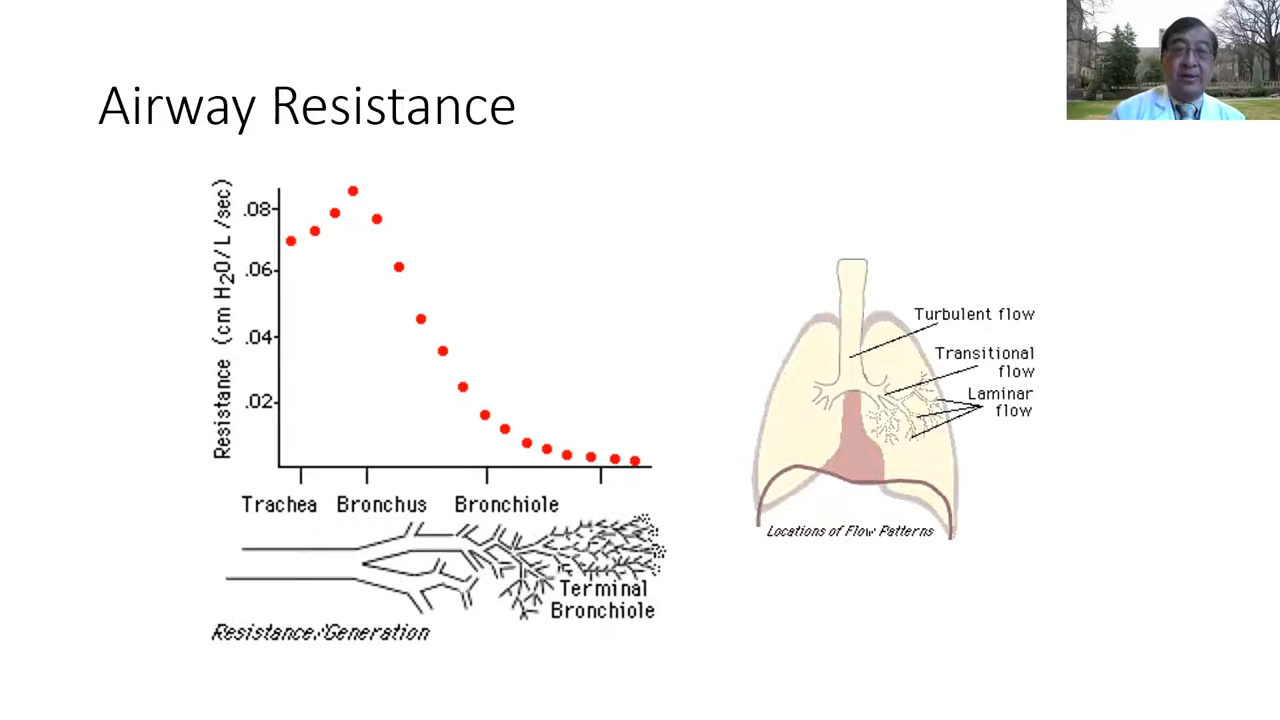 Airway Resistance
Resistance (cm H2O/L/sec)
.08
.06
.04
.02
Trachea
Bronchus
Bronchiole
Terminal
Bronchiole
Resistance/Generation
Turbulent flow
Transitional
flow
Laminar
flow
Locations of Flow Patterns